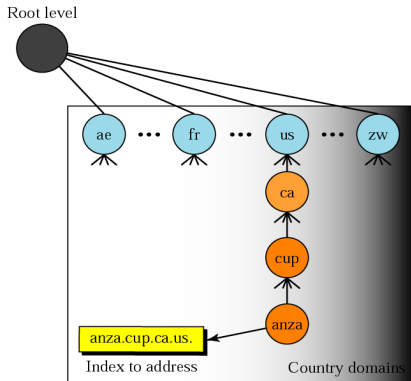 Root level
ae ••• fr ••• us ••• zw
ca
cup
anza
anza.cup.ca.us.
Index to address
Country domains